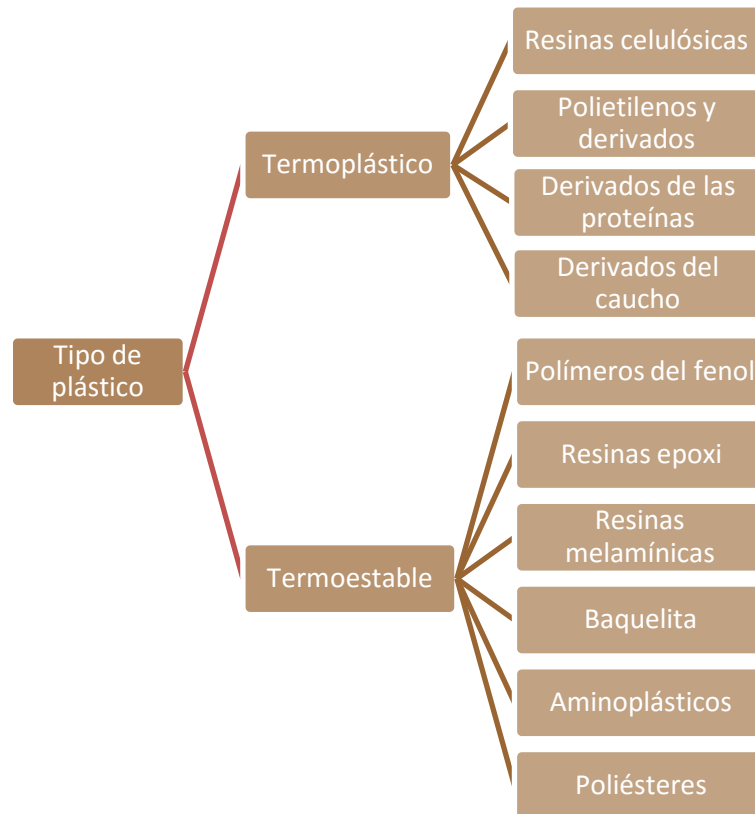 Tipo de
plástico
Termoplástico
Resinas celulósicas
Polietilenos y
derivados
Derivados de las
proteínas
Derivados del
caucho
Termoestable
Polímeros del fenol
Resinas epoxi
Resinas
melamínicas
Baquelita
Aminoplásticos
Poliésteres